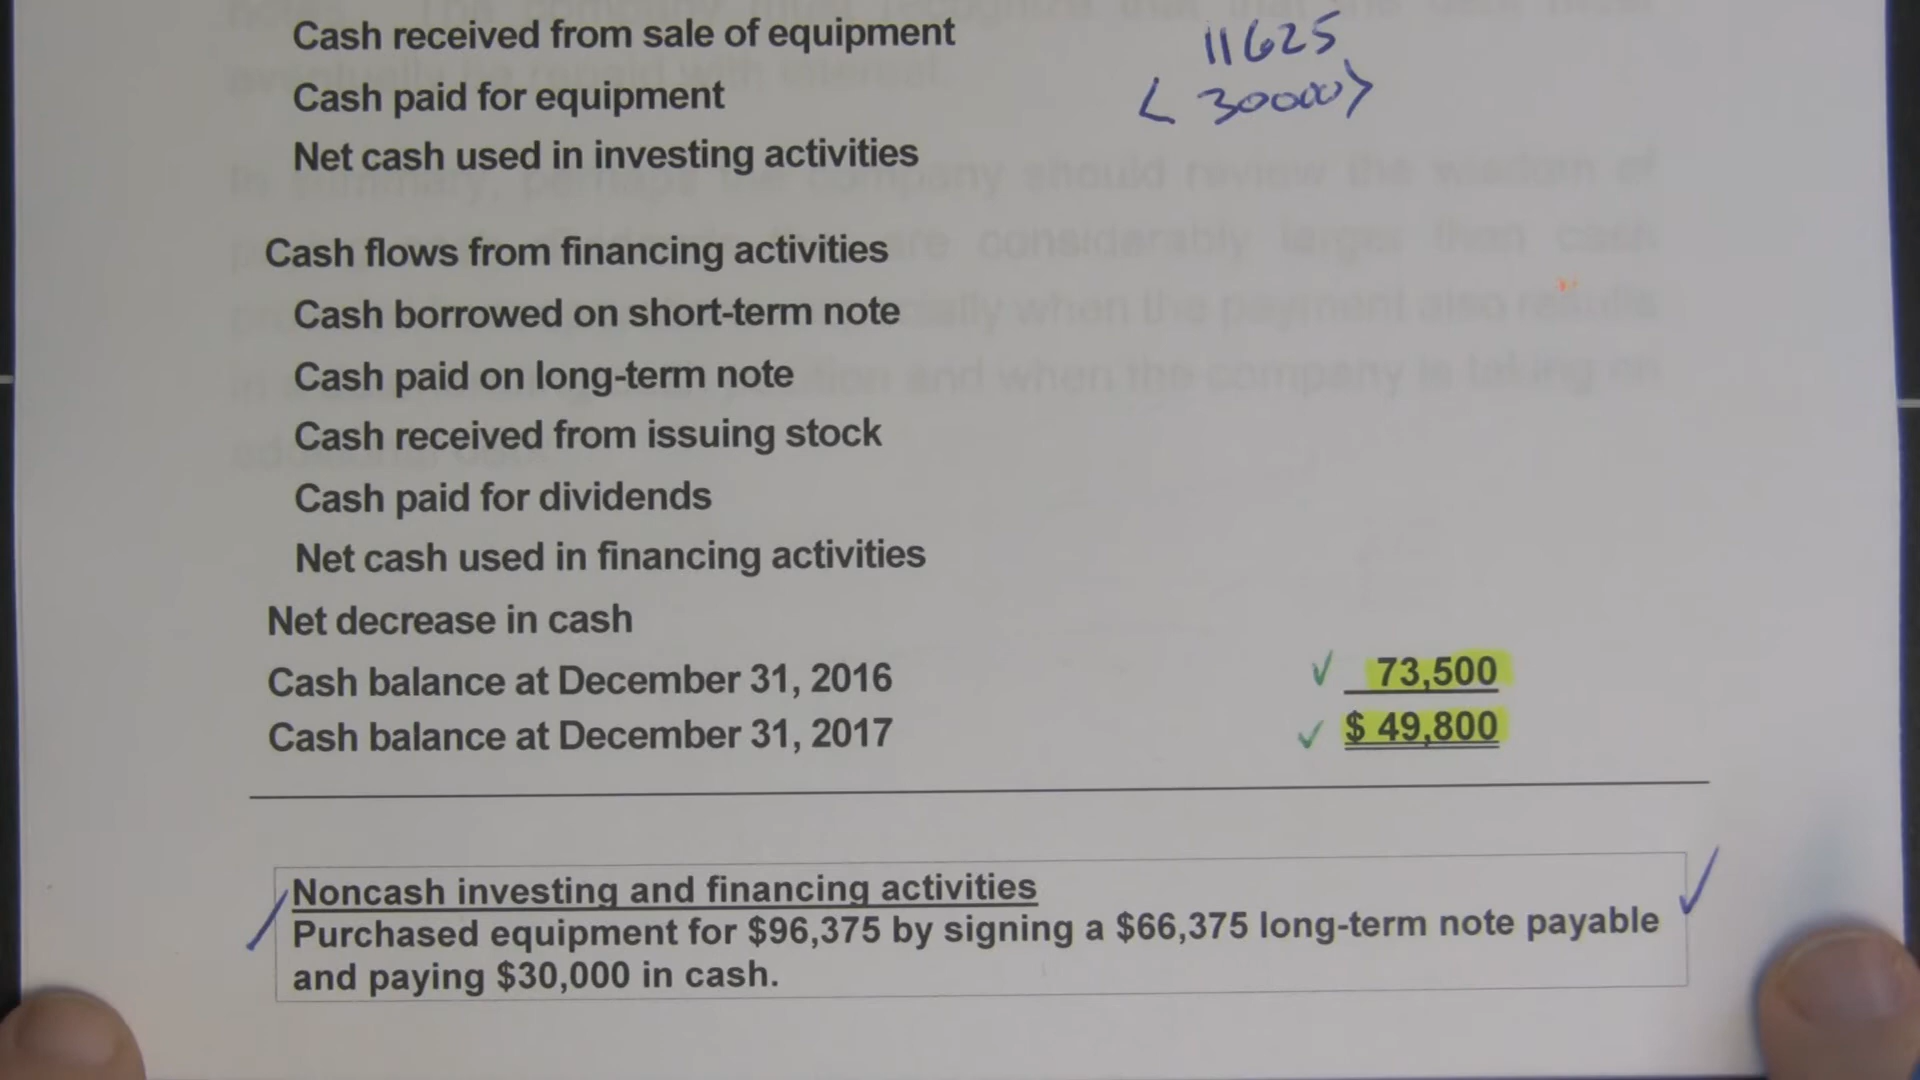 Cash received from sale of equipment 11625
Cash paid for equipment < 30000 >
Net cash used in investing activities
Cash flows from financing activities
Cash borrowed on short-term note
Cash paid on long-term note
Cash received from issuing stock
Cash paid for dividends
Net cash used in financing activities
Net decrease in cash
Cash balance at December 31, 2016 ✓ 73,500
Cash balance at December 31, 2017 ✓ $ 49,800
Noncash investing and financing activities
Purchased equipment for $96,375 by signing a $66,375 long-term note payable
and paying $30,000 in cash.